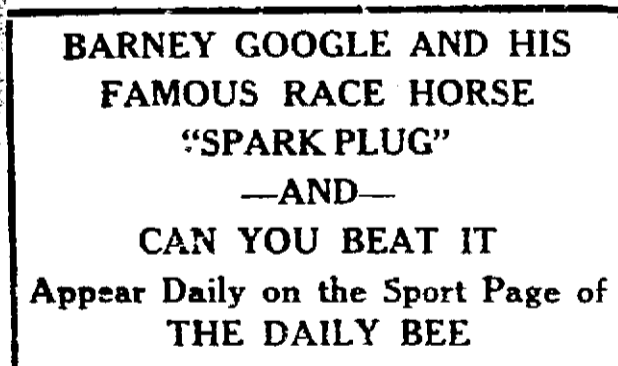 BARNEY GOOGLE AND HIS
FAMOUS RACE HORSE
"SPARK PLUG"
—AND—
CAN YOU BEAT IT
Appear Daily on the Sport Page of
THE DAILY BEE